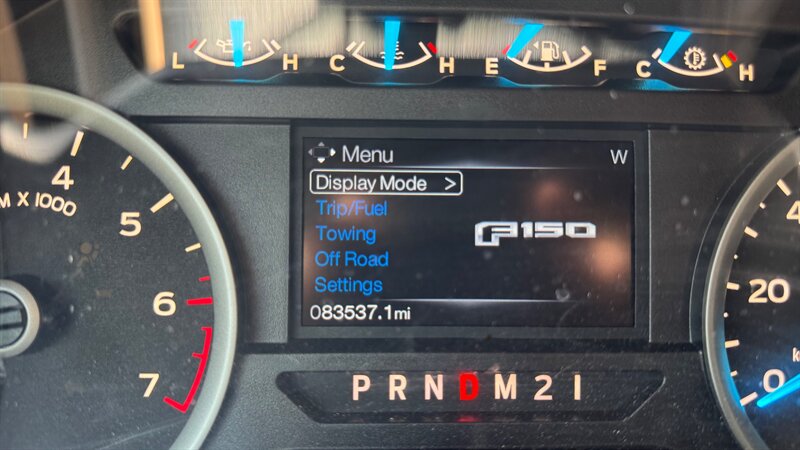 L H C H E F C H
Menu W
Display Mode >
Trip/Fuel
Towing
Off Road
Settings
F150
083537.1mi
4
M X 1000
5
6
7
P R N D M 2 1
4
20
0
k